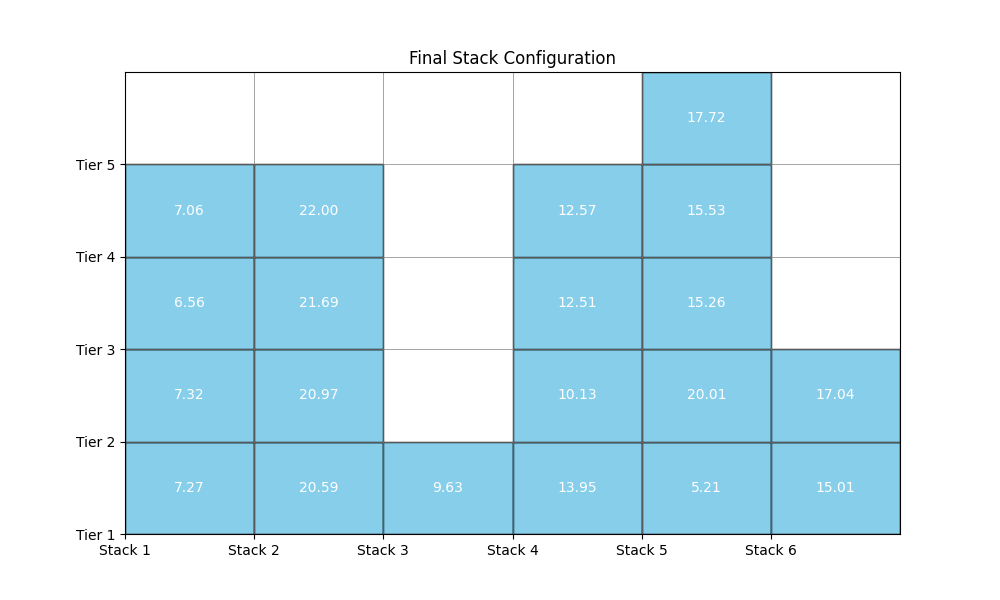 Final Stack Configuration
17.72
Tier 5
7.06 22.00 12.57 15.53
Tier 4
6.56 21.69 12.51 15.26
Tier 3
7.32 20.97 10.13 20.01 17.04
Tier 2
7.27 20.59 9.63 13.95 5.21 15.01
Tier 1
Stack 1 Stack 2 Stack 3 Stack 4 Stack 5 Stack 6